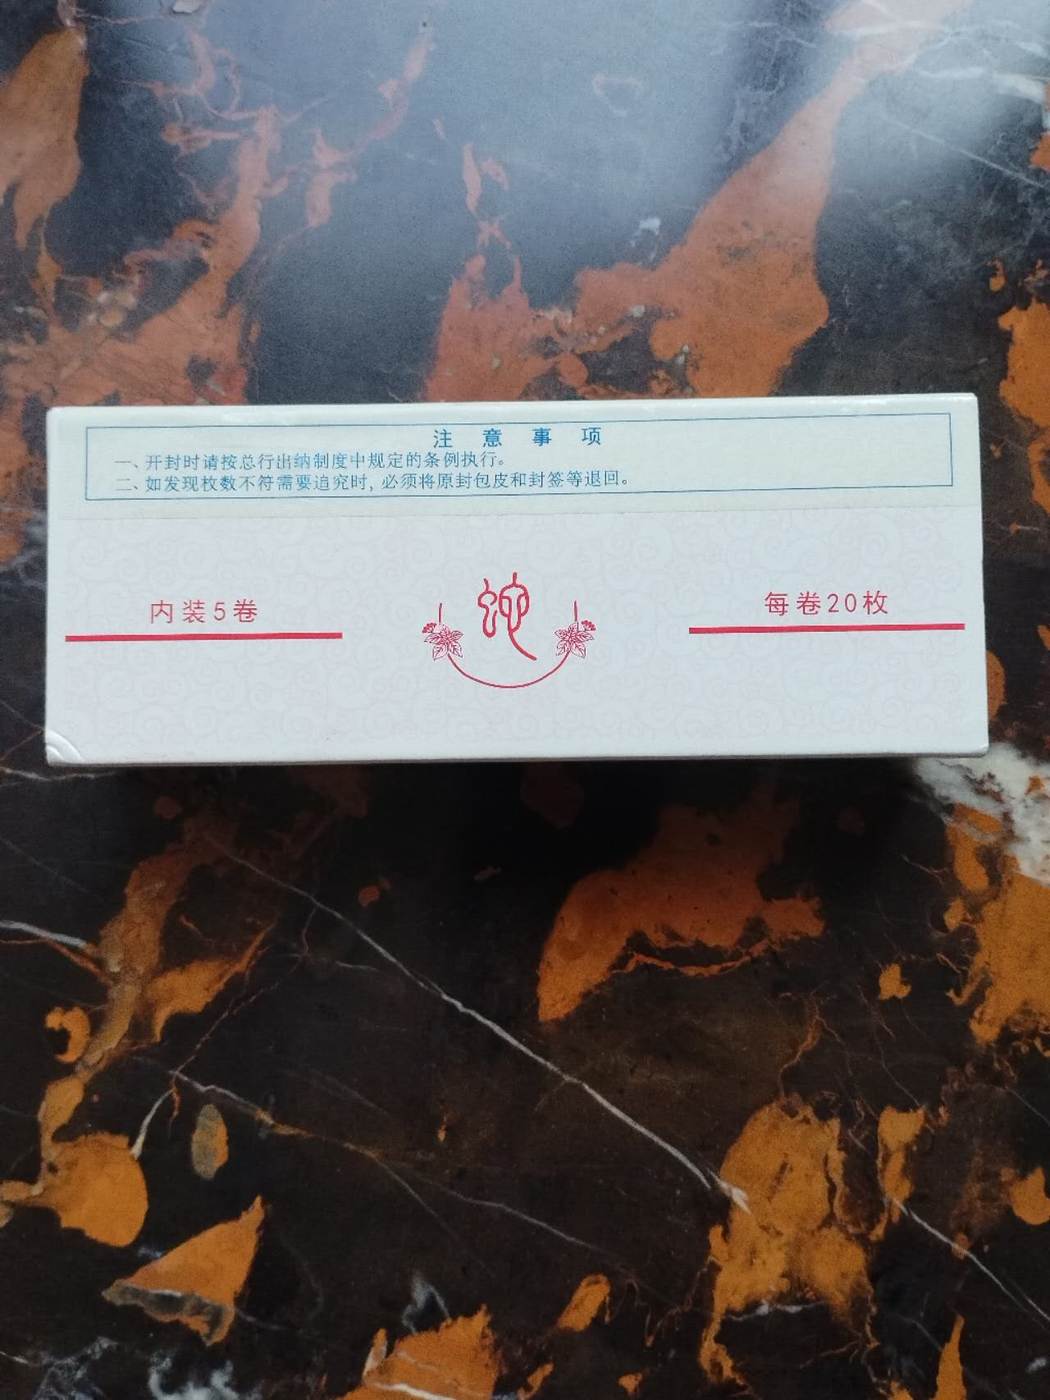 注意事项
一、开封时请按总行出纳制度中规定的条例执行。
二、如发现枚数不符需要追究时，必须将原封包皮和封签等退回。
内装5卷
蛇
每卷20枚